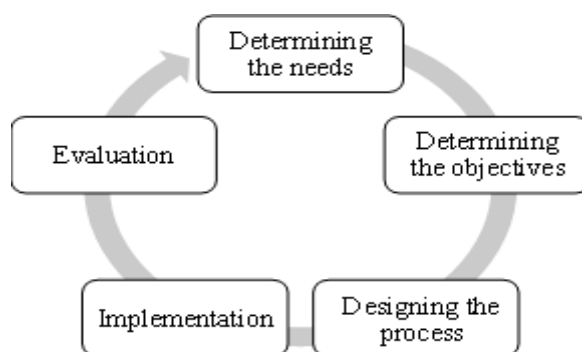 Determining
the needs
Determining
the objectives
Designing the
process
Implementation
Evaluation